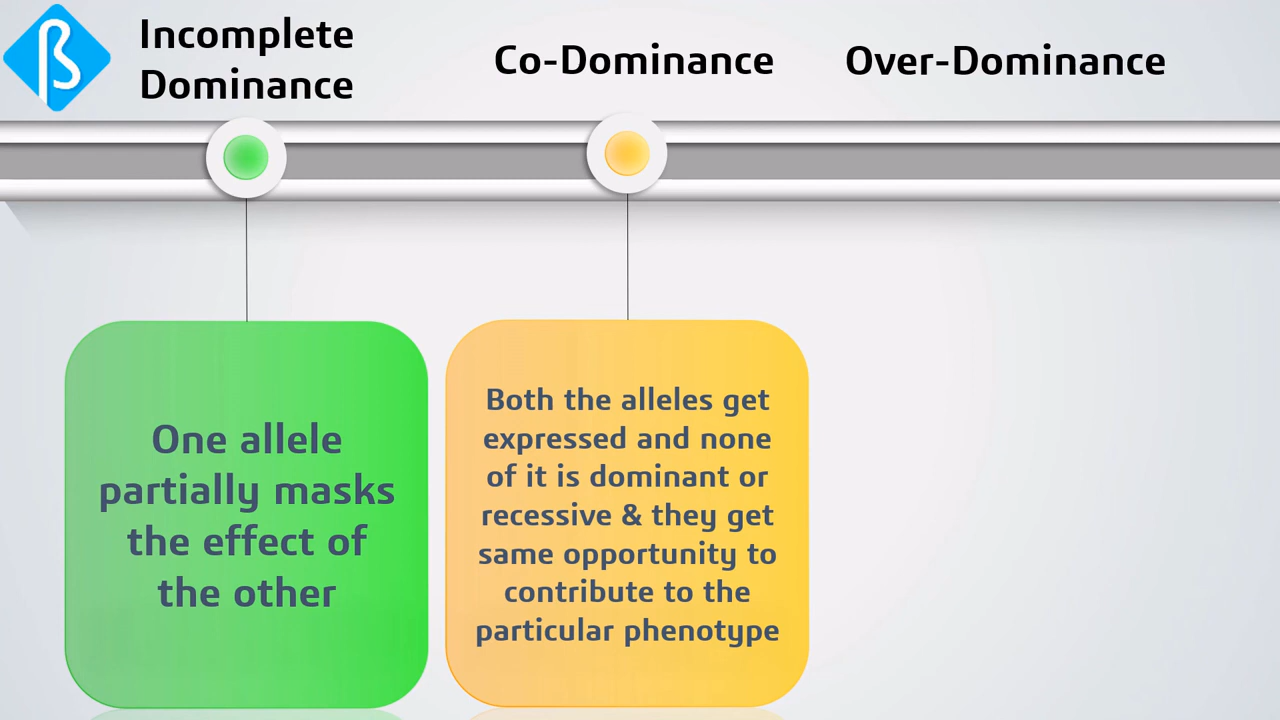 ß
Incomplete
Dominance
Co-Dominance
Over-Dominance
One allele
partially masks
the effect of
the other
Both the alleles get
expressed and none
of it is dominant or
recessive & they get
same opportunity to
contribute to the
particular phenotype